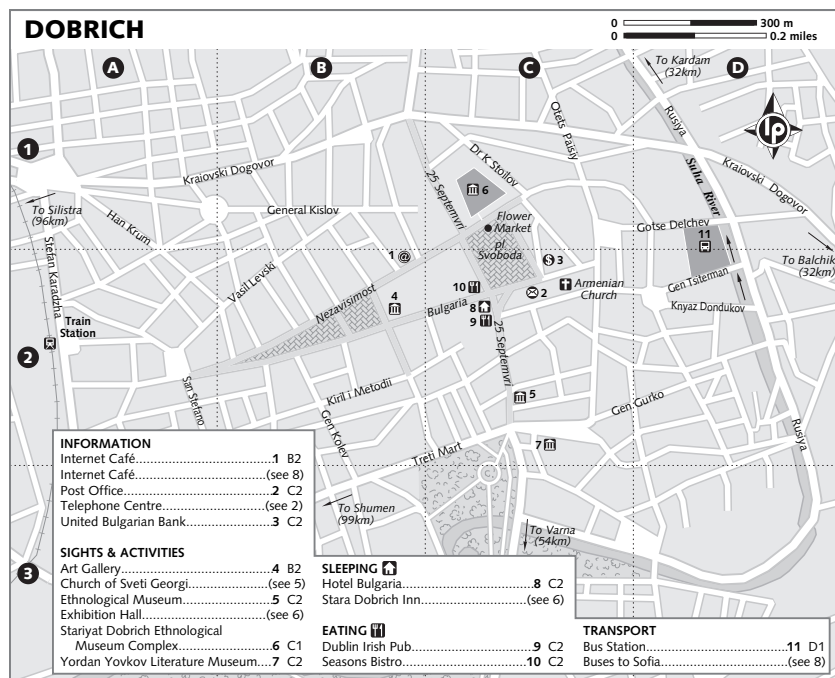 DOBRICH
0 300 m
0 0.2 miles
A
B
C
D
To Kardam
(32km)
Rusiya
Otets Paisiy
lp
1
Kraiovski Dogovor
Dr K Stoilov
6
25 Septemvri
Suha River
Kraiovski Dogovor
To Silistra
(96km)
Han Krum
General Kislov
Flower
Market
Gotse Delchev
11
pl
Svoboda
1 @
$ 3
To Balchik
(32km)
Stefan Karadzha
Vasil Levski
Nezavisimost
10
2
Armenian
Church
Gen Tsiterman
4
Bulgaria
8
9
Knyaz Dondukov
Train
Station
2
25 Septemvri
San Stefano
Kiril i Metodii
5
Gen Kolev
Gen Gurko
Treti Mart
7
Rusiya
To Shumen
(99km)
To Varna
(54km)
3
INFORMATION
Internet Café 1 B2
Internet Café (see 8)
Post Office 2 C2
Telephone Centre (see 2)
United Bulgarian Bank 3 C2
SIGHTS & ACTIVITIES
Art Gallery 4 B2
Church of Sveti Georgi (see 5)
Ethnological Museum 5 C2
Exhibition Hall (see 6)
Stariyat Dobrich Ethnological
Museum Complex 6 C1
Yordan Yovkov Literature Museum 7 C2
SLEEPING
Hotel Bulgaria 8 C2
Stara Dobrich Inn (see 6)
EATING
Dublin Irish Pub 9 C2
Seasons Bistro 10 C2
TRANSPORT
Bus Station 11 D1
Buses to Sofia (see 8)